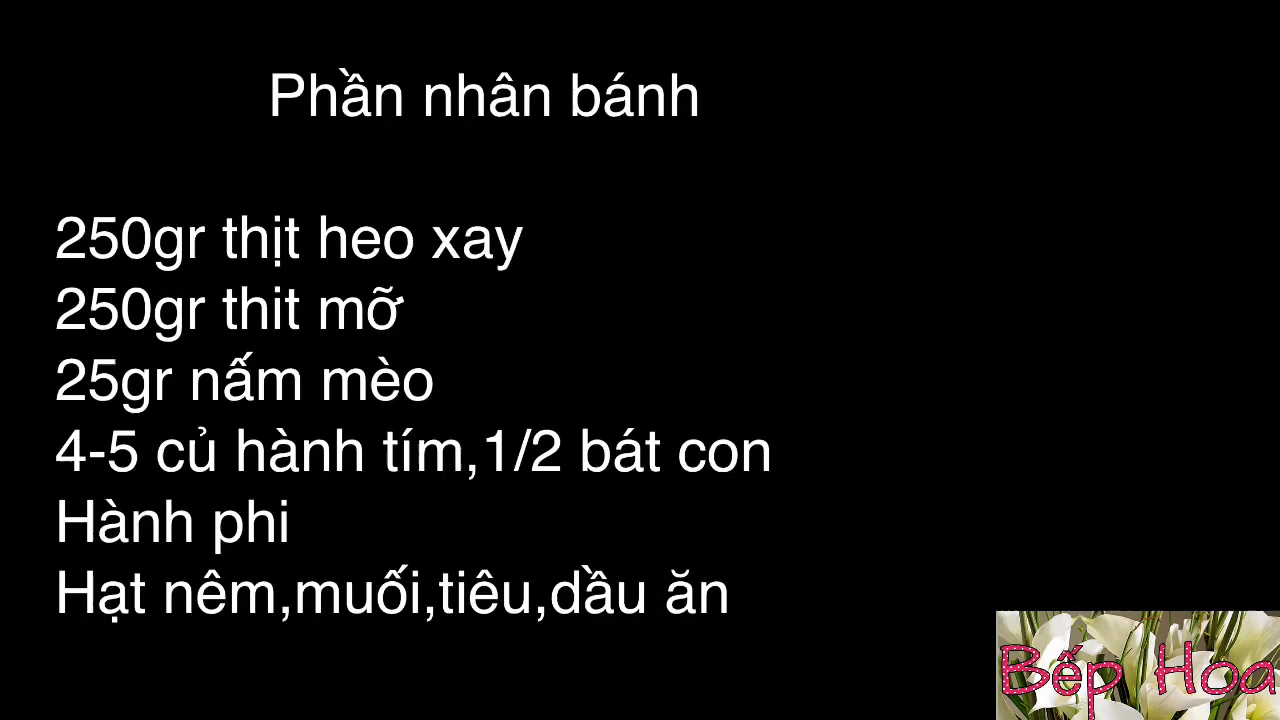 Phần nhân bánh
250gr thịt heo xay
250gr thit mỡ
25gr nấm mèo
4-5 củ hành tím,1/2 bát con
Hành phi
Hạt nêm,muối,tiêu,dầu ăn
Bếp Hoa